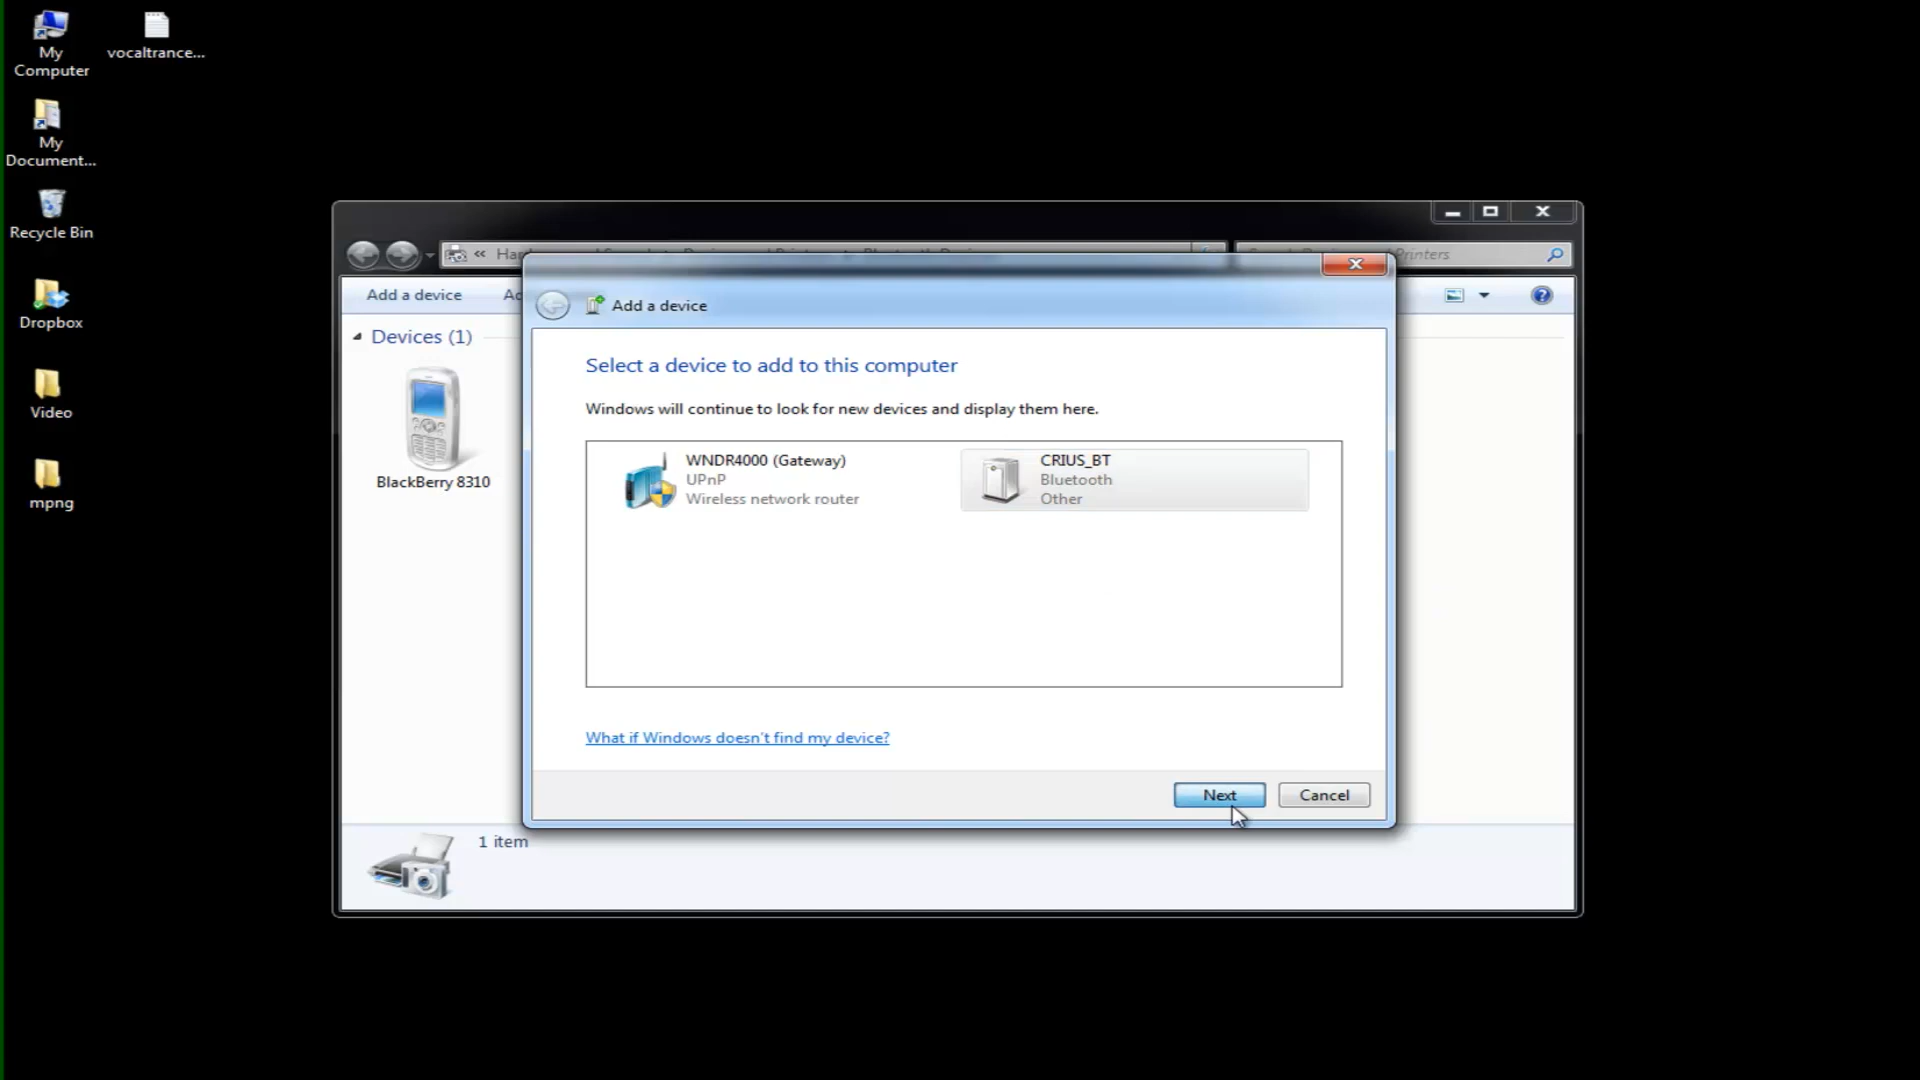 My
Computer
vocaltrance...
My
Document...
Recycle Bin
Dropbox
Video
mpng
Printers
Add a device
Devices (1)
BlackBerry 8310
1 item
Add a device
Select a device to add to this computer
Windows will continue to look for new devices and display them here.
WNDR4000 (Gateway)
UPnP
Wireless network router
CRIUS_BT
Bluetooth
Other
What if Windows doesn't find my device?
Next
Cancel